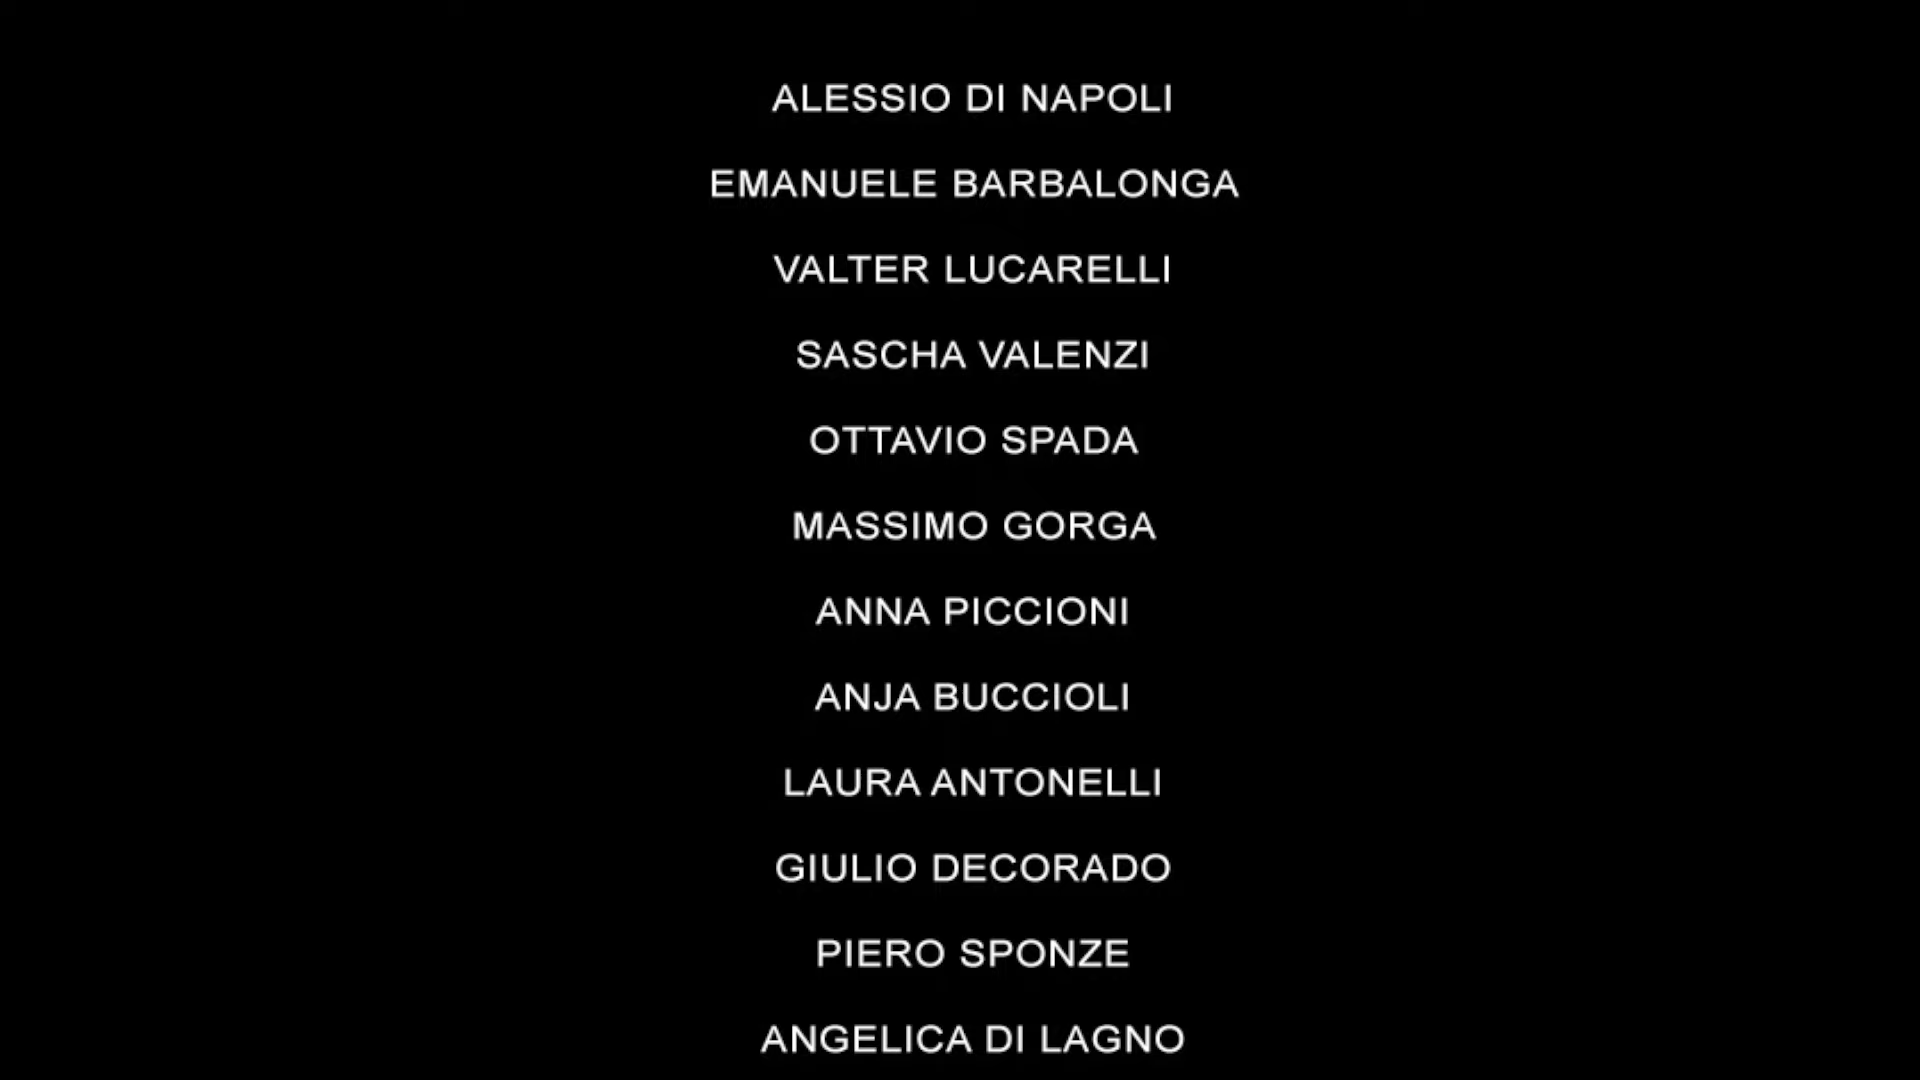 ALESSIO DI NAPOLI
EMANUELE BARBALONGA
VALTER LUCARELLI
SASCHA VALENZI
OTTAVIO SPADA
MASSIMO GORGA
ANNA PICCIONI
ANJA BUCCIOLI
LAURA ANTONELLI
GIULIO DECORADO
PIERO SPONZE
ANGELICA DI LAGNO